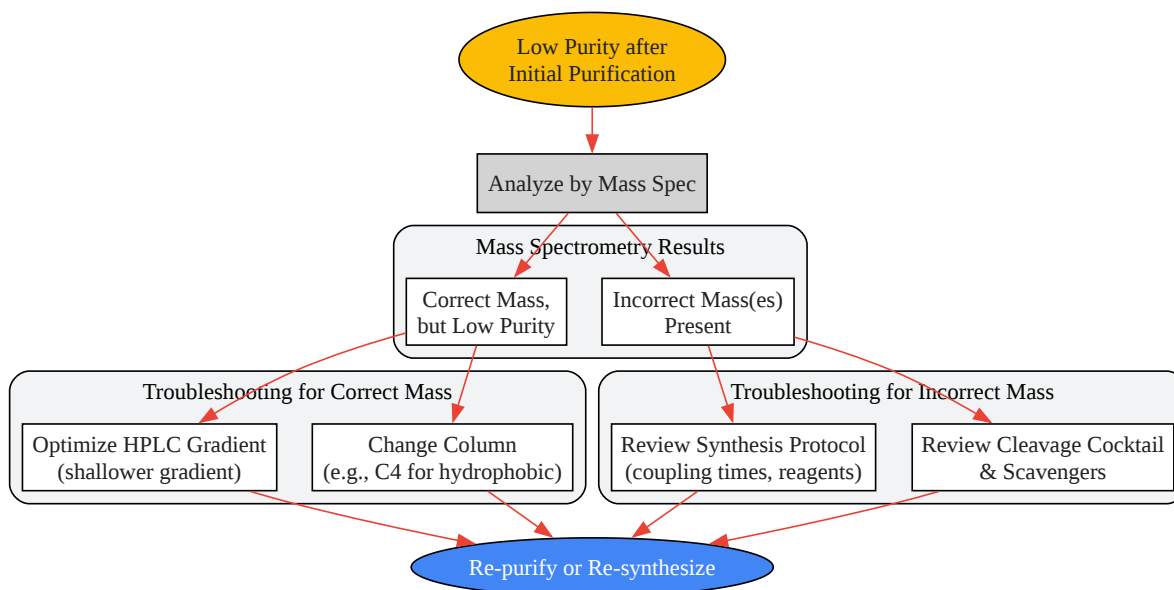 Low Purity after
Initial Purification
Analyze by Mass Spec
Mass Spectrometry Results
Correct Mass,
but Low Purity
Incorrect Mass(es)
Present
Troubleshooting for Correct Mass
Troubleshooting for Incorrect Mass
Optimize HPLC Gradient
(shallower gradient)
Change Column
(e.g., C4 for hydrophobic)
Review Synthesis Protocol
(coupling times, reagents)
Review Cleavage Cocktail
& Scavengers
Re-purify or Re-synthesize